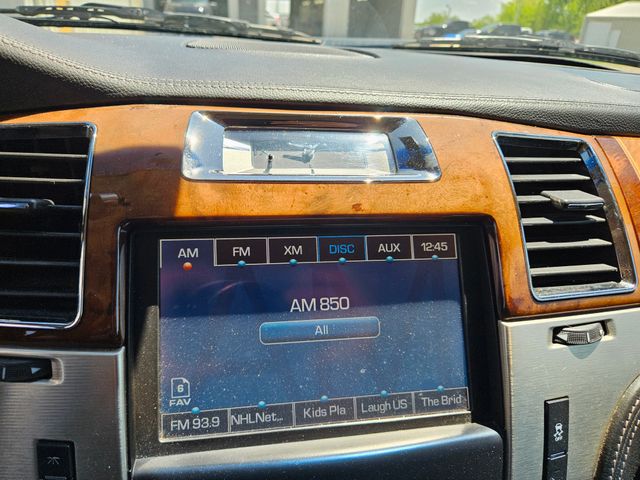 AM FM XM DISC AUX 12:45
AM 850
All
6
FAV
FM 93.9 NHLNet... Kids Pla Laugh US The Brid